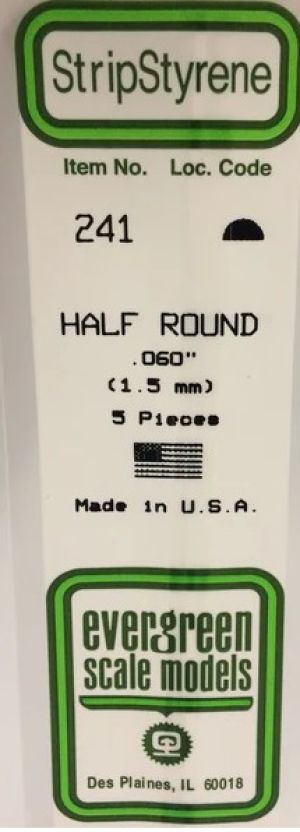 StripStyrene
Item No. Loc. Code
241
HALF ROUND
.060"
(1.5 mm)
5 Pieces
Made in U.S.A.
evergreen
scale models
Des Plaines, IL 60018